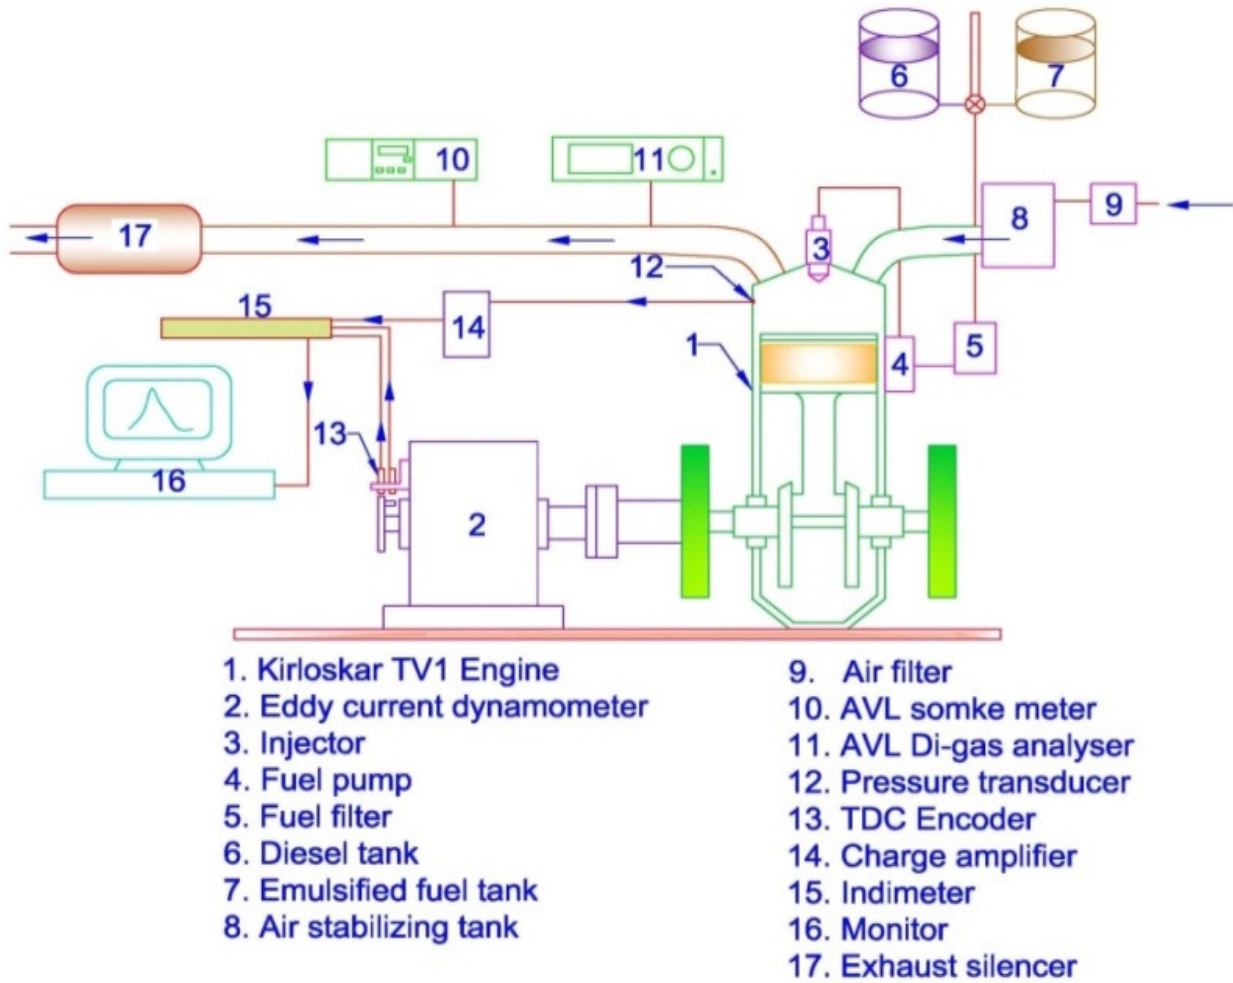 6
7
10
11
8
9
17
3
12
15
14
1
4
5
13
16
2
1. Kirloskar TV1 Engine
2. Eddy current dynamometer
3. Injector
4. Fuel pump
5. Fuel filter
6. Diesel tank
7. Emulsified fuel tank
8. Air stabilizing tank
9. Air filter
10. AVL somke meter
11. AVL Di-gas analyser
12. Pressure transducer
13. TDC Encoder
14. Charge amplifier
15. Indimeter
16. Monitor
17. Exhaust silencer